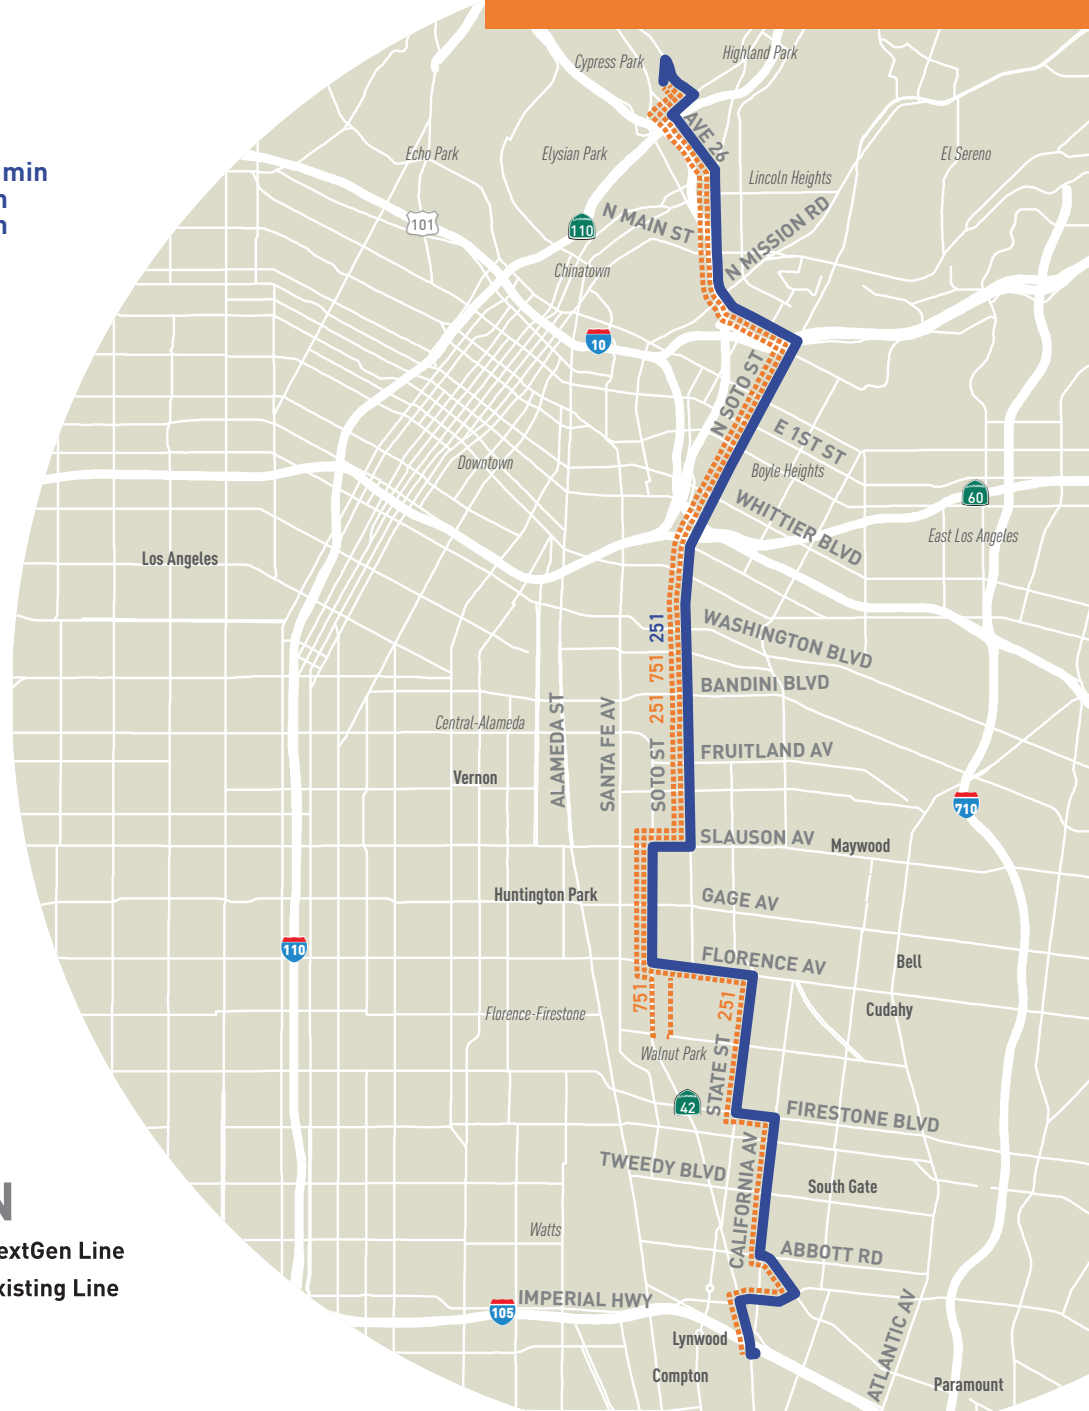 Cypress Park
Highland Park
AVE 26
Echo Park
Elysian Park
El Sereno
min
Lincoln Heights
101
110
N MAIN ST
N MISSION RD
Chinatown
10
N SOTO ST
E 1ST ST
Downtown
Boyle Heights
60
WHITTIER BLVD
East Los Angeles
Los Angeles
251 751 251
WASHINGTON BLVD
BANDINI BLVD
Central-Alameda
ALAMEDA ST
SANTA FE AV
SOTO ST
FRUITLAND AV
Vernon
710
SLAUSON AV
Maywood
Huntington Park
GAGE AV
110
FLORENCE AV
Bell
751
251
Cudahy
Florence-Firestone
Walnut Park
STATE ST
42
FIRESTONE BLVD
TWEEDY BLVD
CALIFORNIA AV
South Gate
N
Watts
extGen Line
ABBOTT RD
xisting Line
105
IMPERIAL HWY
ATLANTIC AV
Lynwood
Compton
Paramount